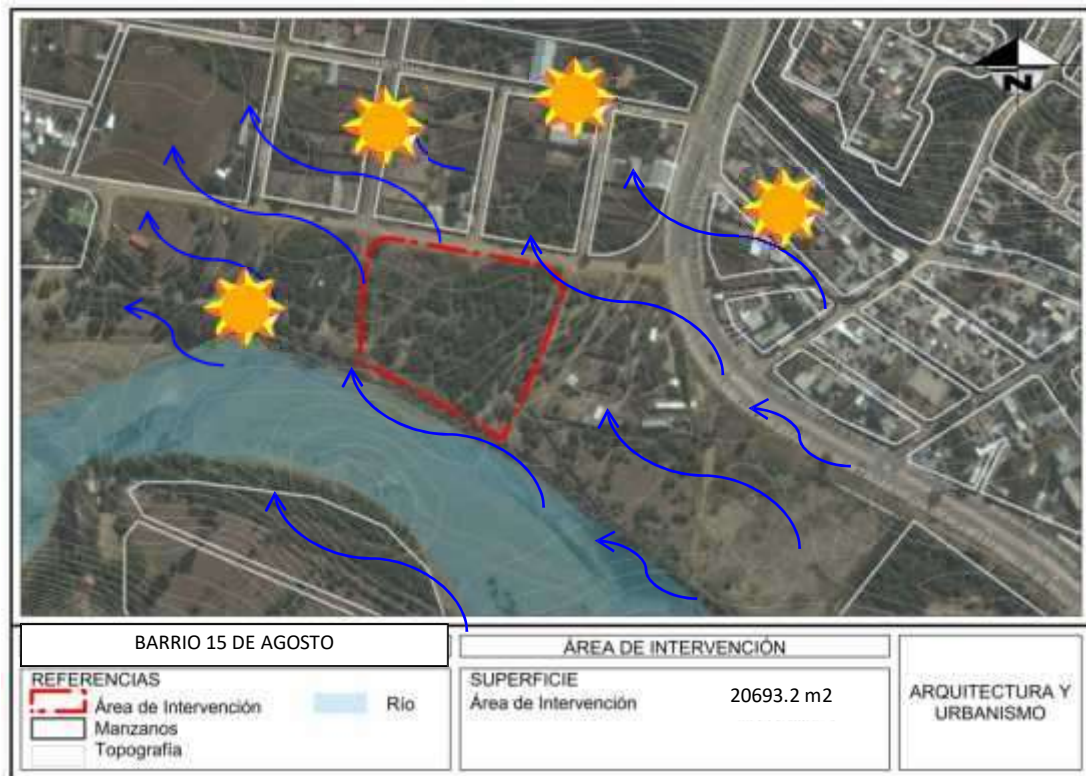 N
BARRIO 15 DE AGOSTO
REFERENCIAS
Área de Intervención
Manzanos
Topografía
Río
ÁREA DE INTERVENCIÓN
SUPERFICIE
Área de Intervención 20693.2 m2
ARQUITECTURA Y
URBANISMO